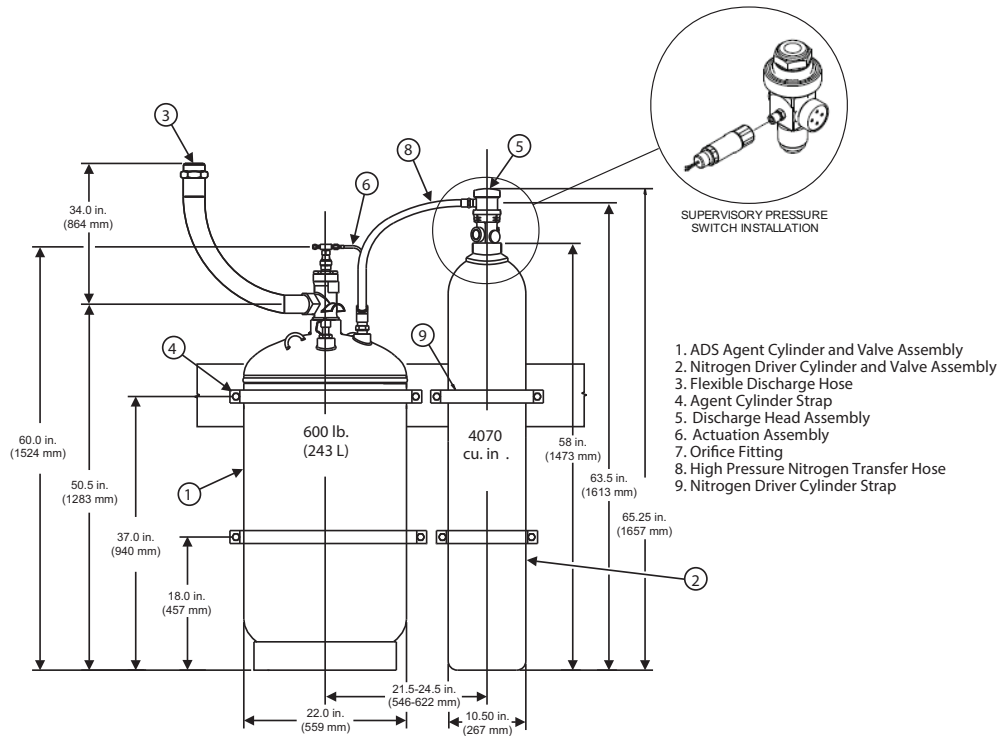 3
8
5
6
34.0 in.
(864 mm)
SUPERVISORY PRESSURE
SWITCH INSTALLATION
4
9
1. ADS Agent Cylinder and Valve Assembly
2. Nitrogen Driver Cylinder and Valve Assembly
3. Flexible Discharge Hose
4. Agent Cylinder Strap
5. Discharge Head Assembly
6. Actuation Assembly
7. Orifice Fitting
8. High Pressure Nitrogen Transfer Hose
9. Nitrogen Driver Cylinder Strap
600 lb.
(243 L)
4070
cu. in .
60.0 in.
(1524 mm)
50.5 in.
(1283 mm)
37.0 in.
(940 mm)
18.0 in.
(457 mm)
58 in.
(1473 mm)
63.5 in.
(1613 mm)
65.25 in.
(1657 mm)
1
2
21.5-24.5 in.
(546-622 mm)
22.0 in.
(559 mm)
10.50 in.
(267 mm)